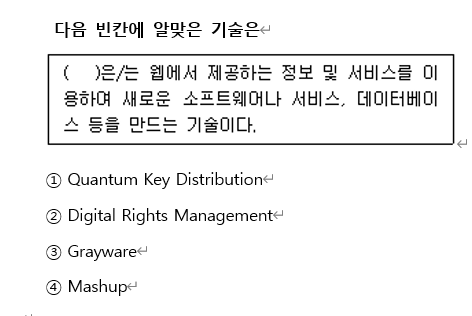 다음 빈칸에 알맞은 기술은
(    )은/는 웹에서 제공하는 정보 및 서비스를 이
용하여 새로운 소프트웨어나 서비스, 데이터베이
스 등을 만드는 기술이다.
① Quantum Key Distribution
② Digital Rights Management
③ Grayware
④ Mashup